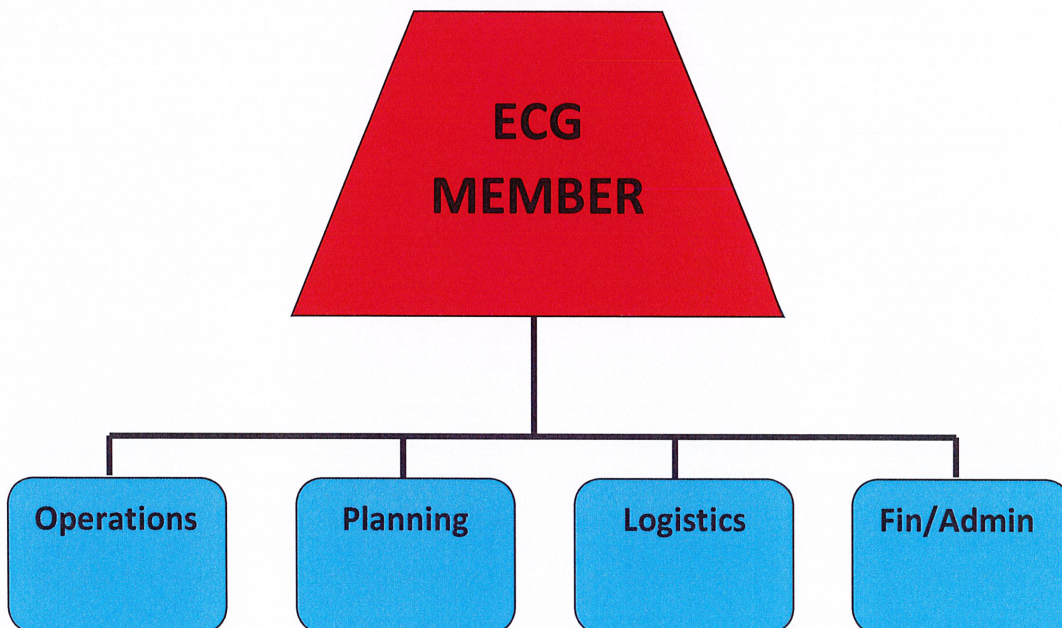 ECG
MEMBER
Operations
Planning
Logistics
Fin/Admin